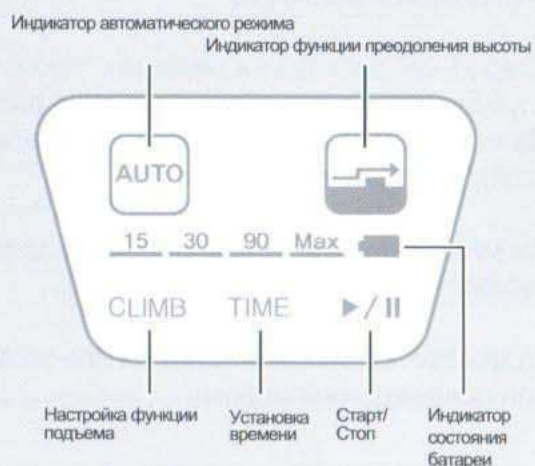 Индикатор автоматического режима
Индикатор функции преодоления высоты
AUTO
15 30 90 Max
CLIMB TIME ▶/II
Настройка функции
подъема
Установка
времени
Старт/
Стоп
Индикатор
состояния
батареи